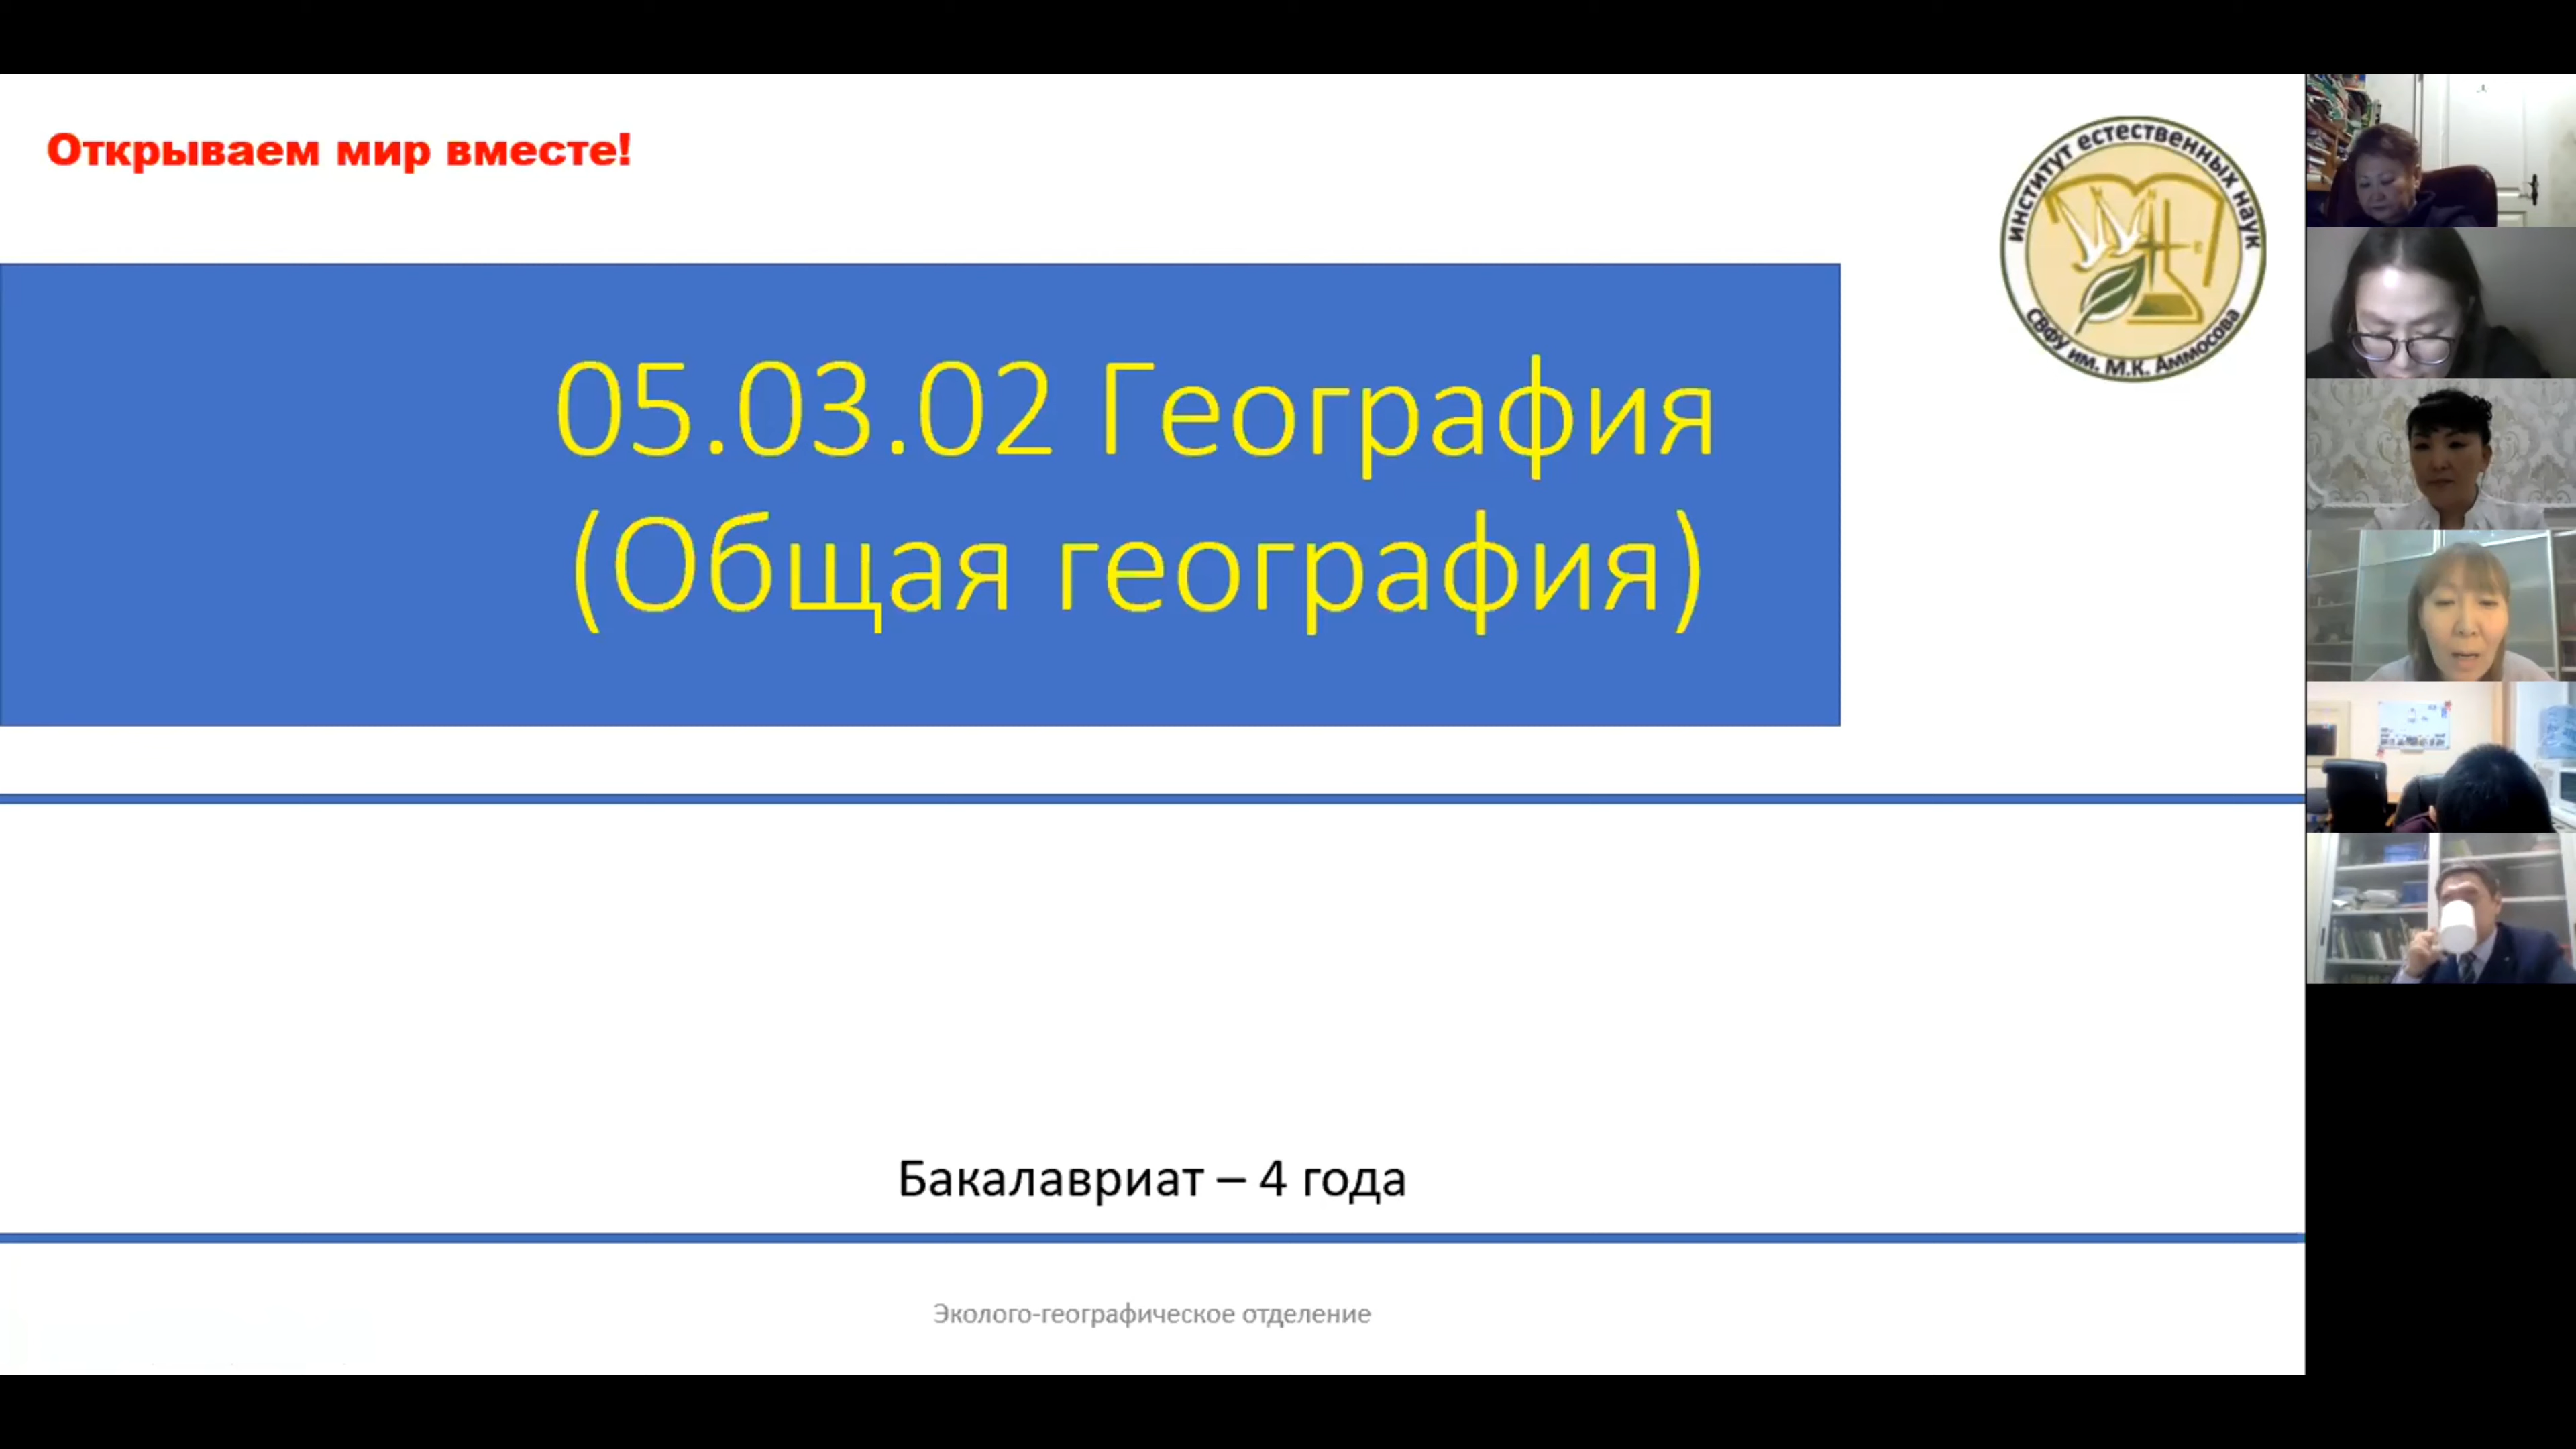 Открываем мир вместе!
институт естественных наук
СВФУ им. М.К. Аммосова
05.03.02 География
(Общая география)
Бакалавриат – 4 года
Эколого-географическое отделение